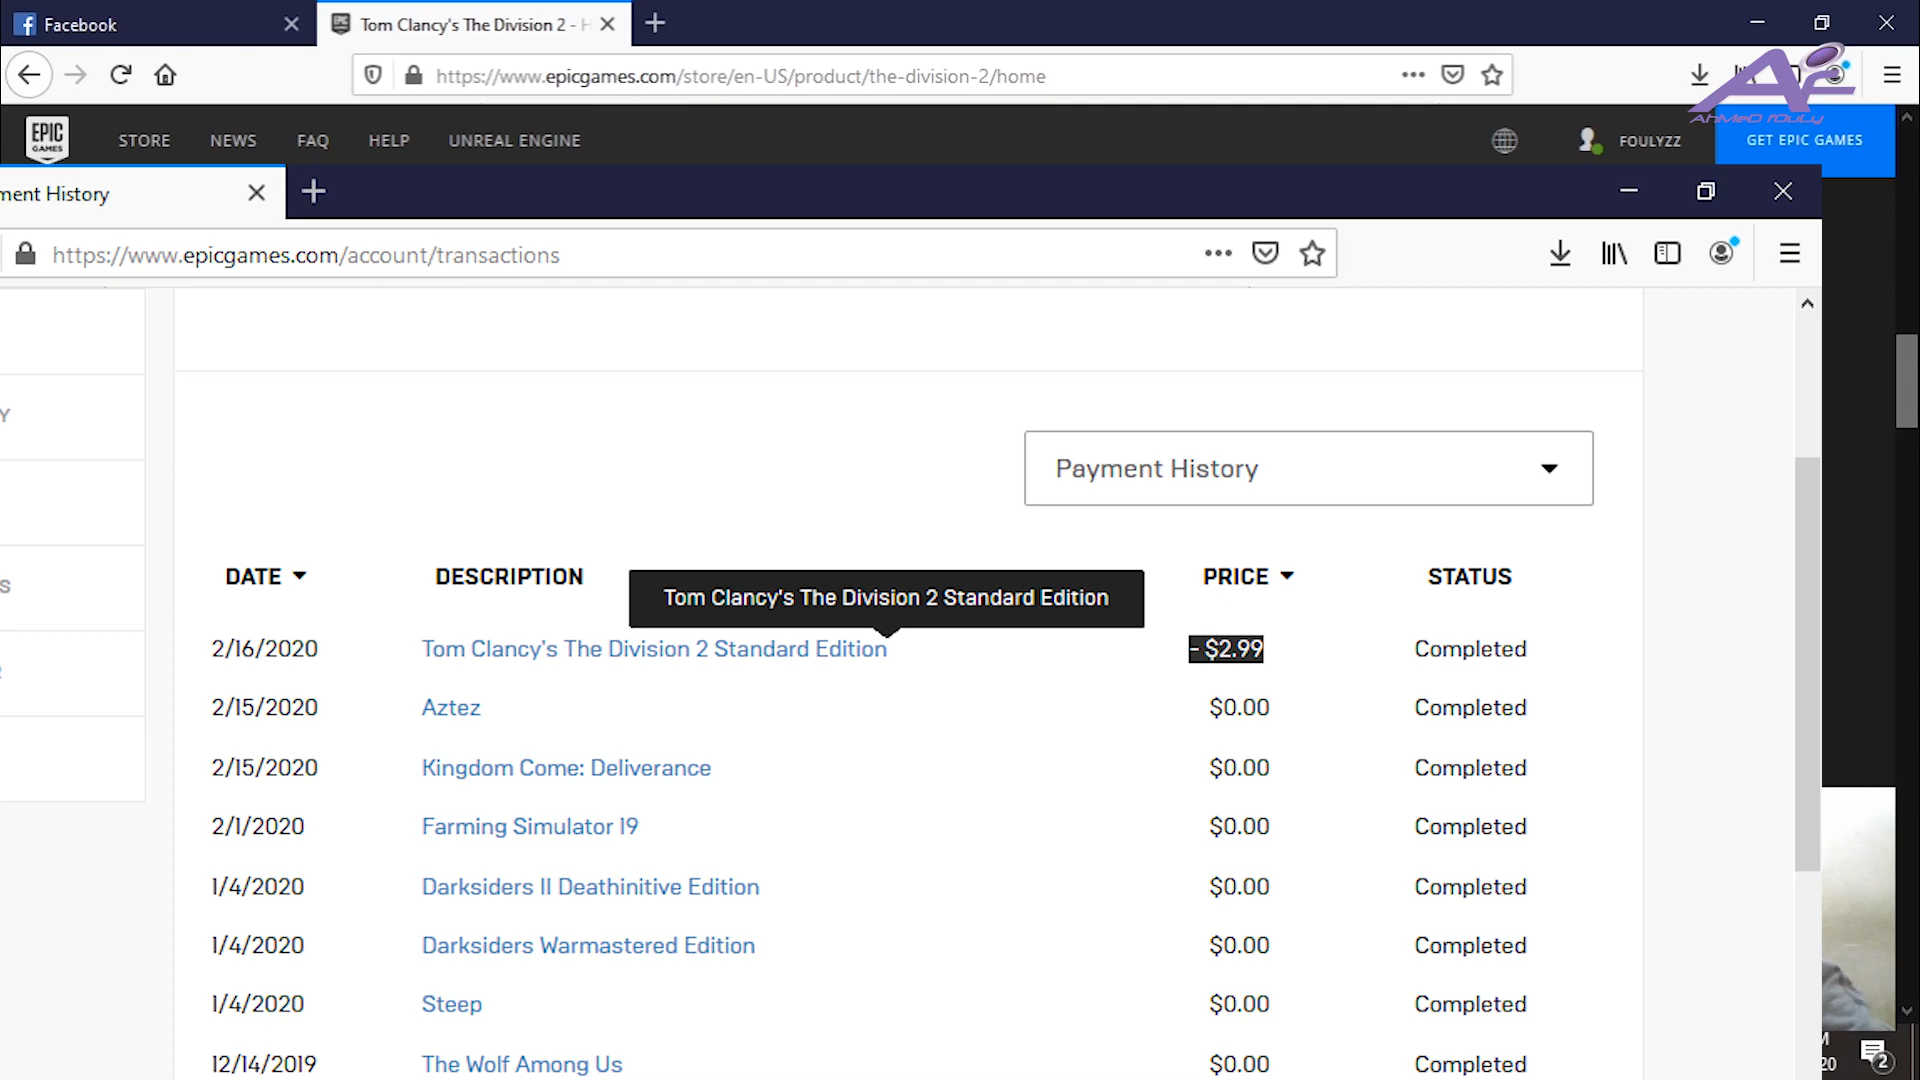 Facebook
Tom Clancy's The Division 2 - H
https://www.epicgames.com/store/en-US/product/the-division-2/home
AHMeD fOuLy
EPIC GAMES
STORE NEWS FAQ HELP UNREAL ENGINE FOULYZZ GET EPIC GAMES
ment History
https://www.epicgames.com/account/transactions
Y
Payment History
DATE DESCRIPTION PRICE STATUS
S
Tom Clancy's The Division 2 Standard Edition
2/16/2020 Tom Clancy's The Division 2 Standard Edition - $2.99 Completed
2/15/2020 Aztez $0.00 Completed
2/15/2020 Kingdom Come: Deliverance $0.00 Completed
2/1/2020 Farming Simulator 19 $0.00 Completed
1/4/2020 Darksiders II Deathinitive Edition $0.00 Completed
1/4/2020 Darksiders Warmastered Edition $0.00 Completed
1/4/2020 Steep $0.00 Completed
12/14/2019 The Wolf Among Us $0.00 Completed
M
20
2